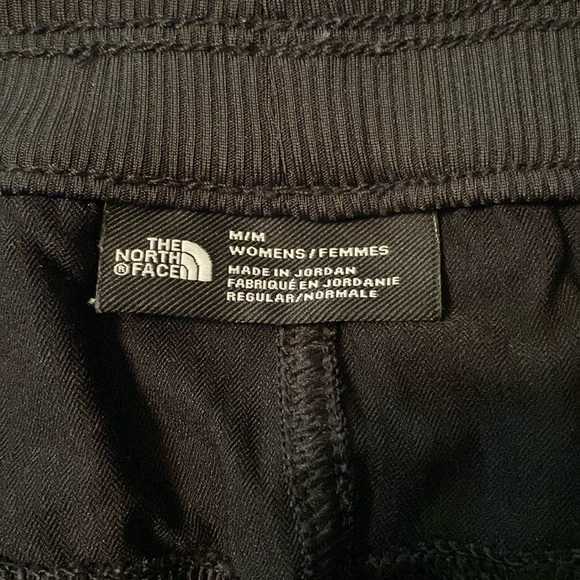 THE
NORTH
®FACE
M/M
WOMENS/FEMMES
MADE IN JORDAN
FABRIQUÉ EN JORDANIE
REGULAR/NORMALE